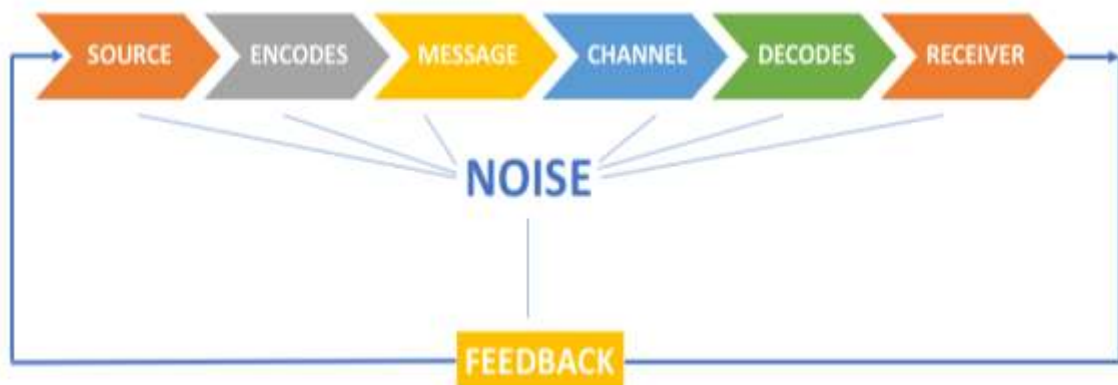 SOURCE ENCODES MESSAGE CHANNEL DECODES RECEIVER
NOISE
FEEDBACK